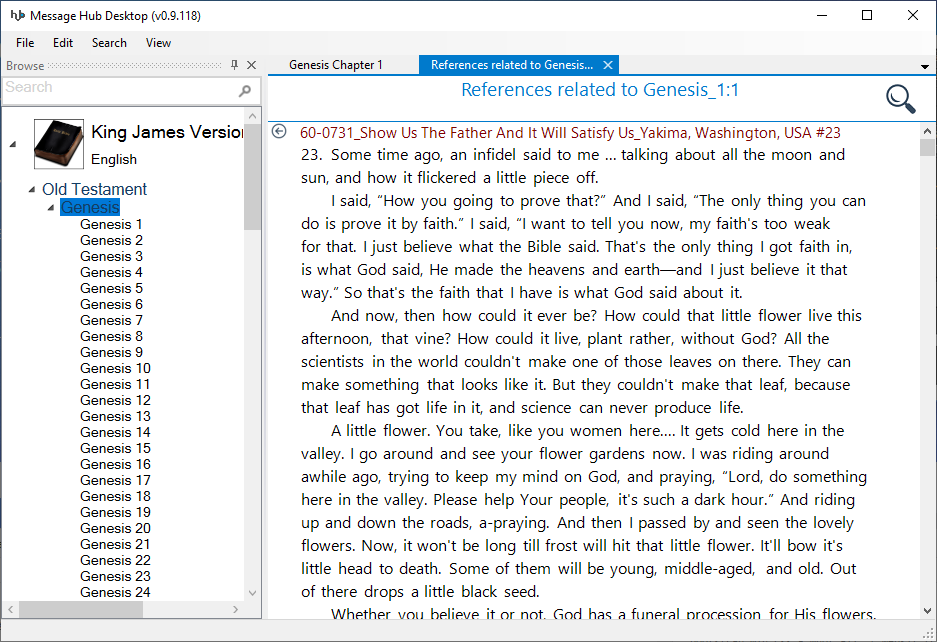 Message Hub Desktop (v0.9.118)
File Edit Search View
Browse
Search
King James Version
English
Old Testament
Genesis
Genesis 1
Genesis 2
Genesis 3
Genesis 4
Genesis 5
Genesis 6
Genesis 7
Genesis 8
Genesis 9
Genesis 10
Genesis 11
Genesis 12
Genesis 13
Genesis 14
Genesis 15
Genesis 16
Genesis 17
Genesis 18
Genesis 19
Genesis 20
Genesis 21
Genesis 22
Genesis 23
Genesis 24
Genesis Chapter 1
References related to Genesis...
References related to Genesis_1:1
60-0731_Show Us The Father And It Will Satisfy Us_Yakima, Washington, USA #23
23. Some time ago, an infidel said to me ... talking about all the moon and
sun, and how it flickered a little piece off.
I said, “How you going to prove that?” And I said, “The only thing you can
do is prove it by faith.” I said, “I want to tell you now, my faith's too weak
for that. I just believe what the Bible said. That's the only thing I got faith in,
is what God said, He made the heavens and earth—and I just believe it that
way.” So that's the faith that I have is what God said about it.
And now, then how could it ever be? How could that little flower live this
afternoon, that vine? How could it live, plant rather, without God? All the
scientists in the world couldn't make one of those leaves on there. They can
make something that looks like it. But they couldn't make that leaf, because
that leaf has got life in it, and science can never produce life.
A little flower. You take, like you women here.... It gets cold here in the
valley. I go around and see your flower gardens now. I was riding around
awhile ago, trying to keep my mind on God, and praying, “Lord, do something
here in the valley. Please help Your people, it's such a dark hour.” And riding
up and down the roads, a-praying. And then I passed by and seen the lovely
flowers. Now, it won't be long till frost will hit that little flower. It'll bow it's
little head to death. Some of them will be young, middle-aged, and old. Out
of there drops a little black seed.
Whether you believe it or not, God has a funeral procession for His flowers.